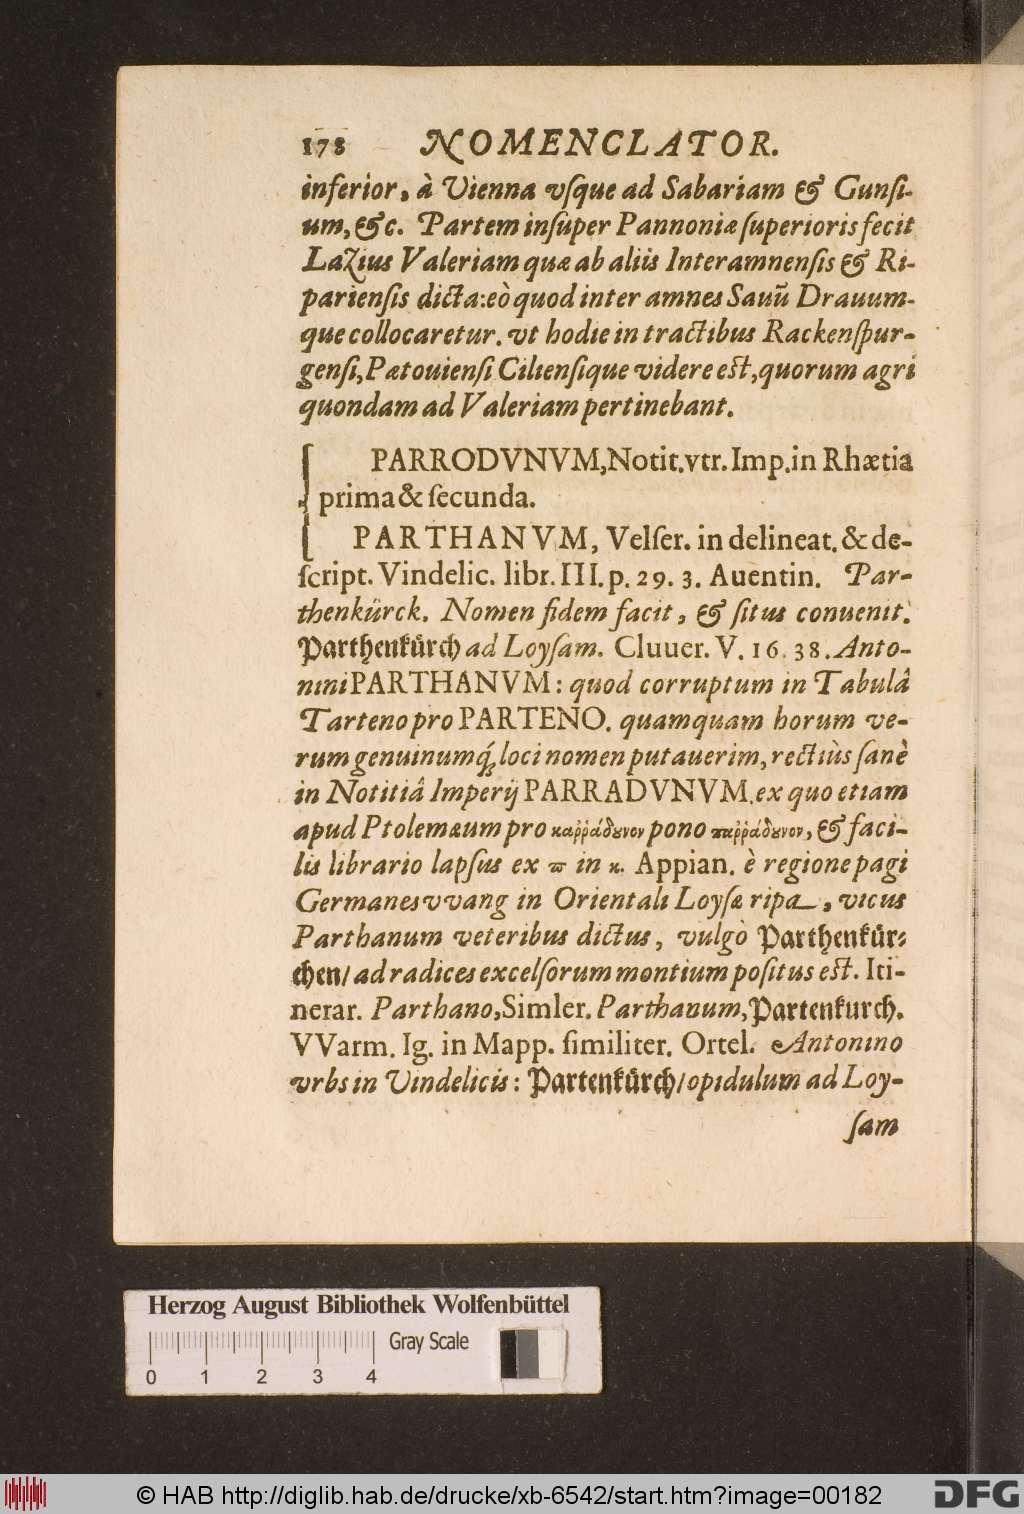 178 NOMENCLATOR.
inferior, à Vienna vſque ad Sabariam & Gunſi-
um, &c. Partem inſuper Pannoniæ ſuperioris fecit
Lazius Valeriam quæ ab aliis Interamnenſis & Ri-
parienſis dicta: eò quod inter amnes Sauū Drauum-
que collocaretur. vt hodie in tractibus Rackenſpur-
genſi, Patouienſi Cilienſique videre eſt, quorum agri
quondam ad Valeriam pertinebant.
PARRODVNVM, Notit. vtr. Imp. in Rhætia
prima & ſecunda.
PARTHANVM, Velſer. in delineat. & de-
ſcript. Vindelic. libr. III. p. 29. 3. Auentin. Par-
thenkürck. Nomen fidem facit, & ſitus conuenit.
Parthenkürch ad Loyſam. Cluuer. V. 16. 38. Anto-
nini PARTHANVM: quod corruptum in Tabulâ
Tarteno pro PARTENO. quamquam horum ve-
rum genuinumq́; loci nomen putauerim, rectiùs ſanè
in Notitiâ Imperij PARRADVNVM. ex quo etiam
apud Ptolemæum pro καῤῥάδȣνον pono παῤῥάδȣνον, & faci-
lis librario lapſus ex ϖ in κ. Appian. è regione pagi
Germanesvvang in Orientali Loyſæ ripa, vicus
Parthanum veteribus dictus, vulgò Parthenkür-
chen/ ad radices excelſorum montium poſitus eſt. Iti-
nerar. Parthano, Simler. Parthanum, Partenkurch.
VVarm. Ig. in Mapp. ſimiliter. Ortel. Antonino
vrbs in Vindelicis: Partenkürch/ opidulum ad Loy-
ſam
Herzog August Bibliothek Wolfenbüttel
Gray Scale
0 1 2 3 4
© HAB http://diglib.hab.de/drucke/xb-6542/start.htm?image=00182
DFG